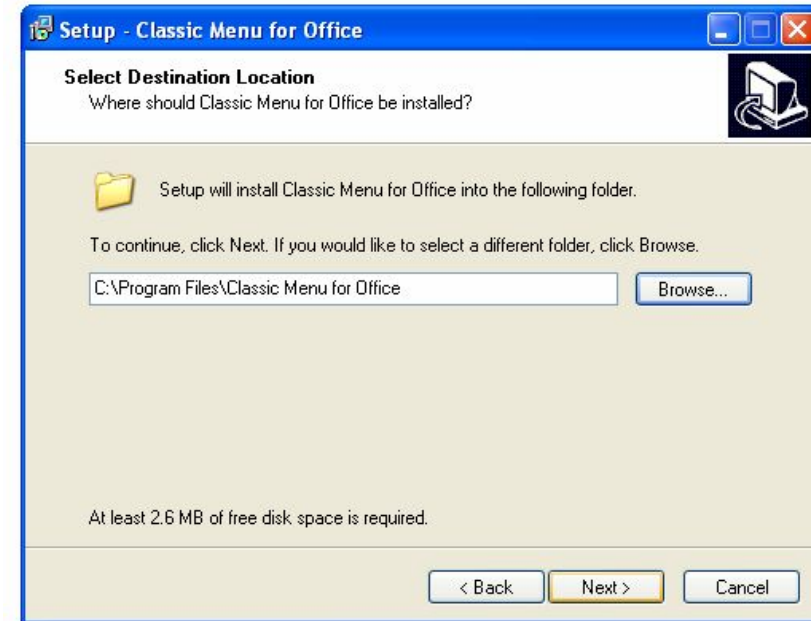 Setup - Classic Menu for Office
Select Destination Location
Where should Classic Menu for Office be installed?
Setup will install Classic Menu for Office into the following folder.
To continue, click Next. If you would like to select a different folder, click Browse.
C:\Program Files\Classic Menu for Office
Browse...
At least 2.6 MB of free disk space is required.
< Back
Next >
Cancel